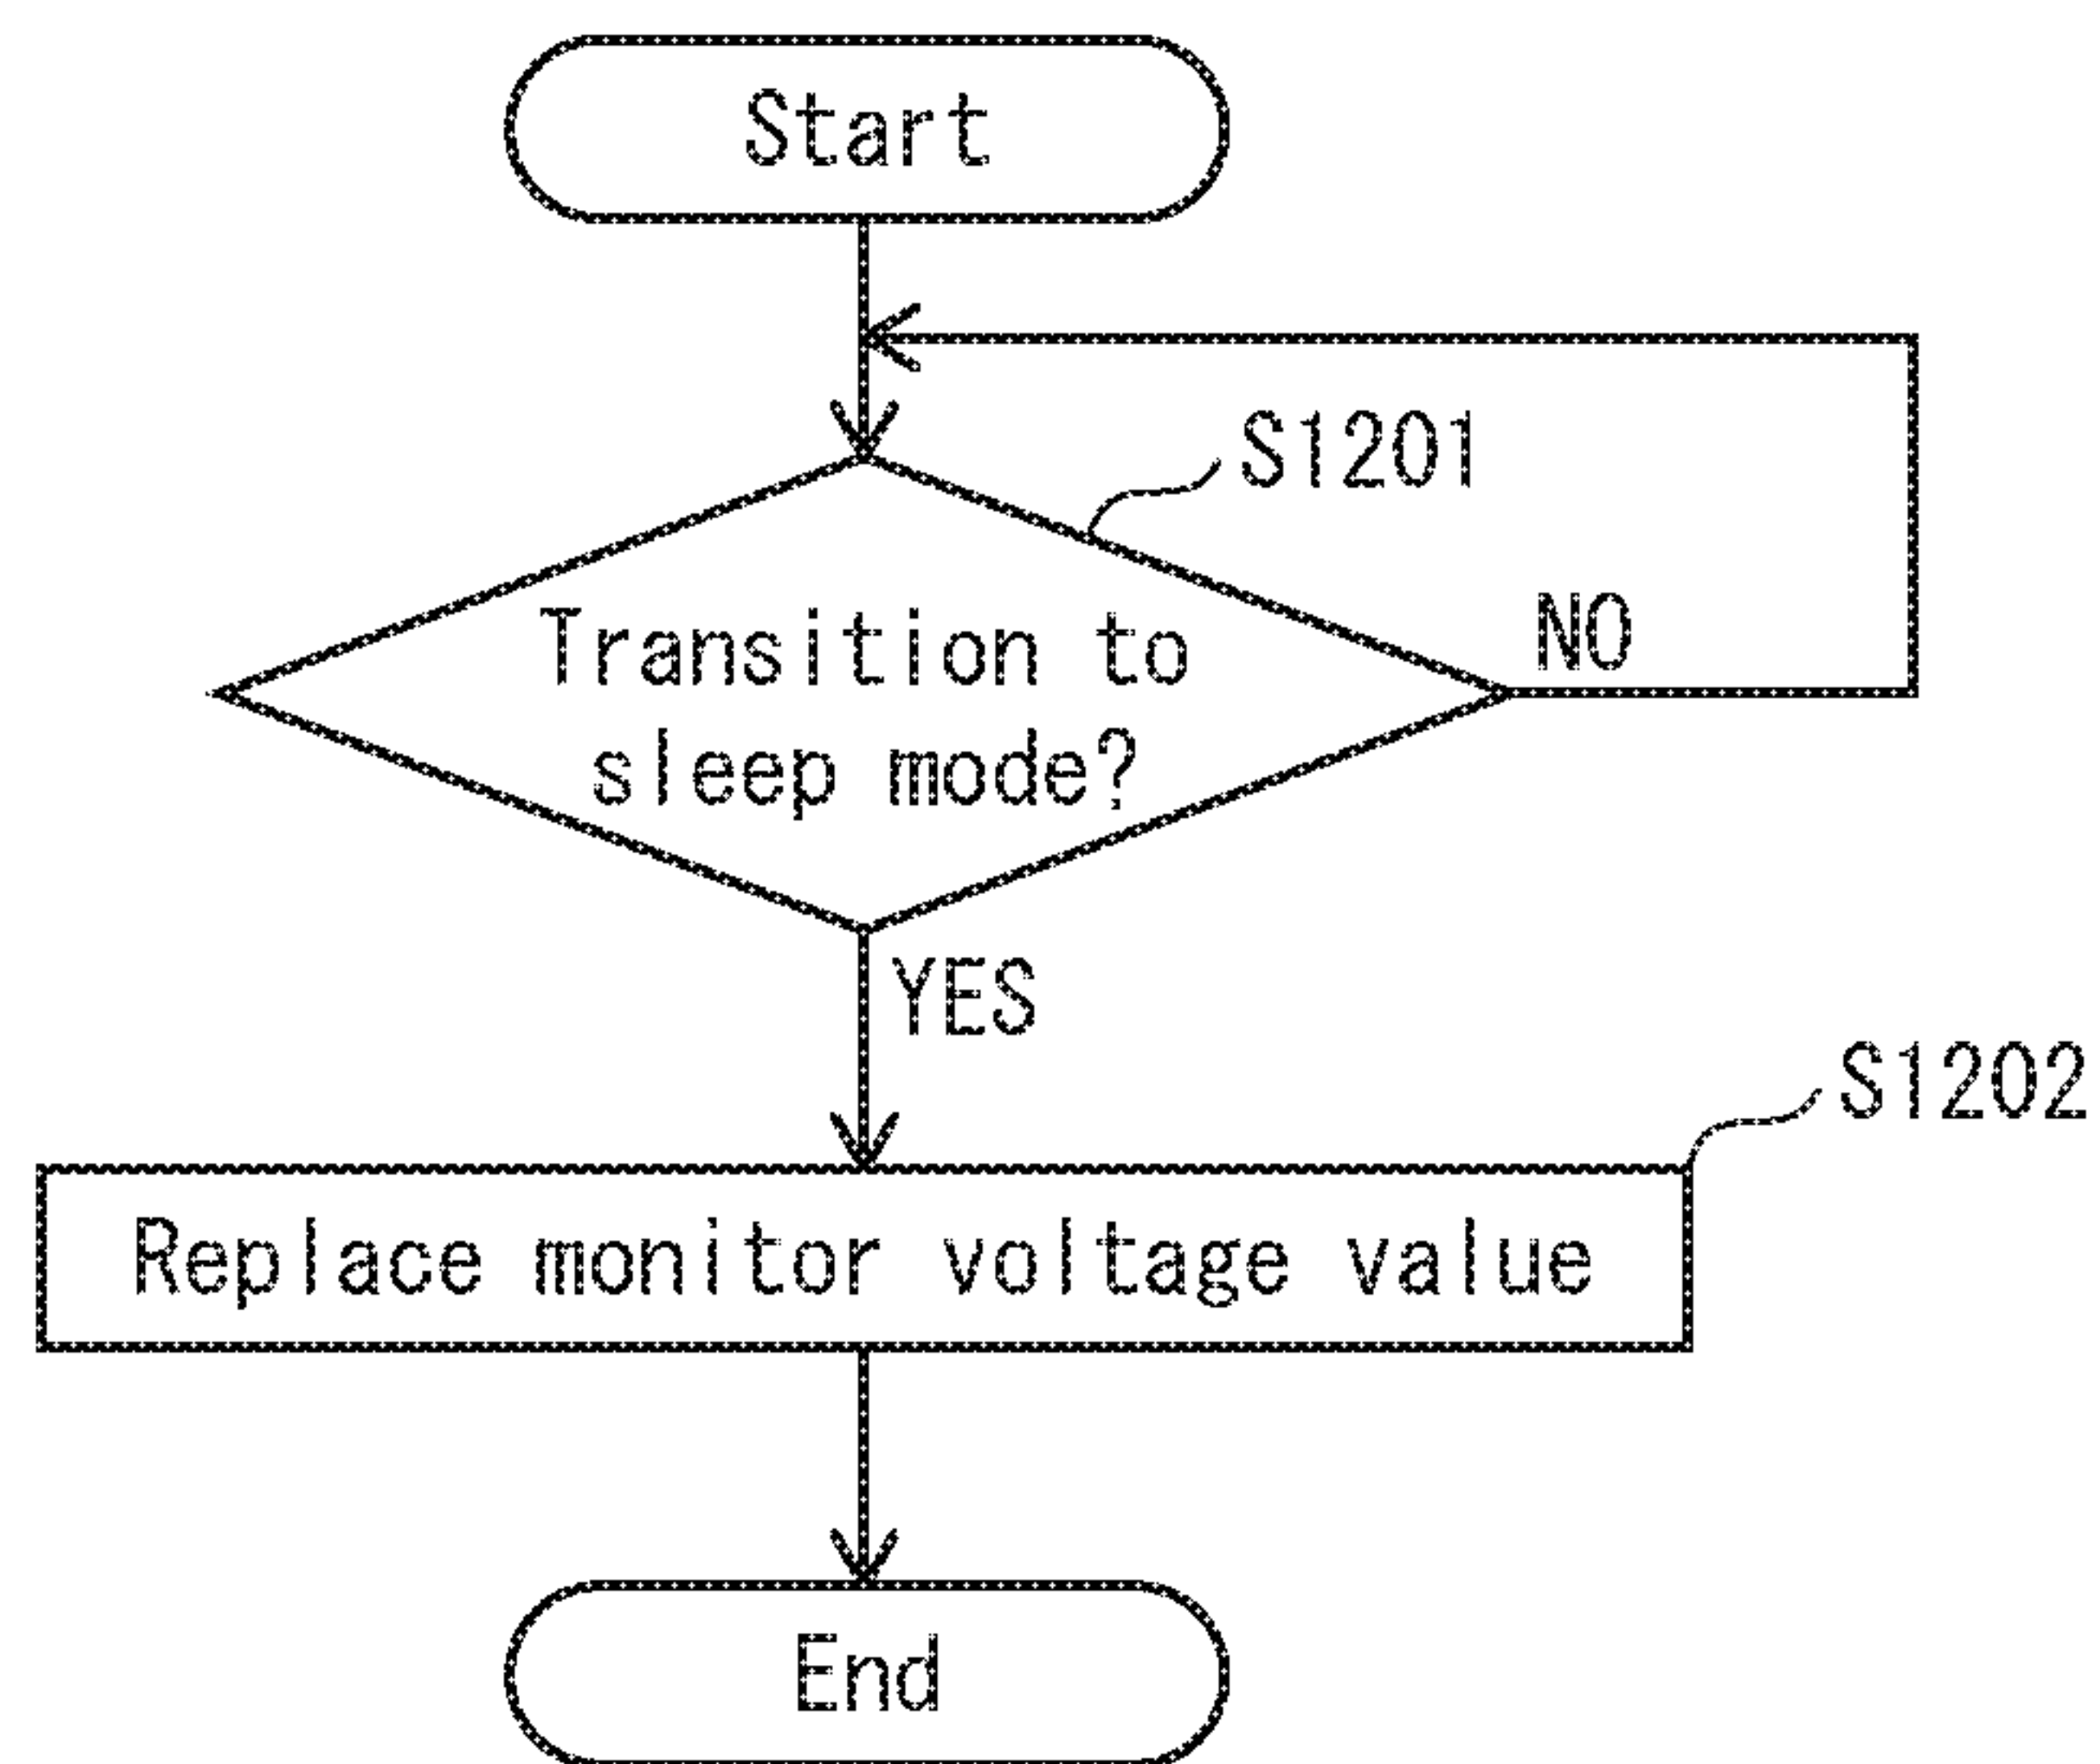 Start
S1201
Transition to
sleep mode?
NO
YES
S1202
Replace monitor voltage value
End